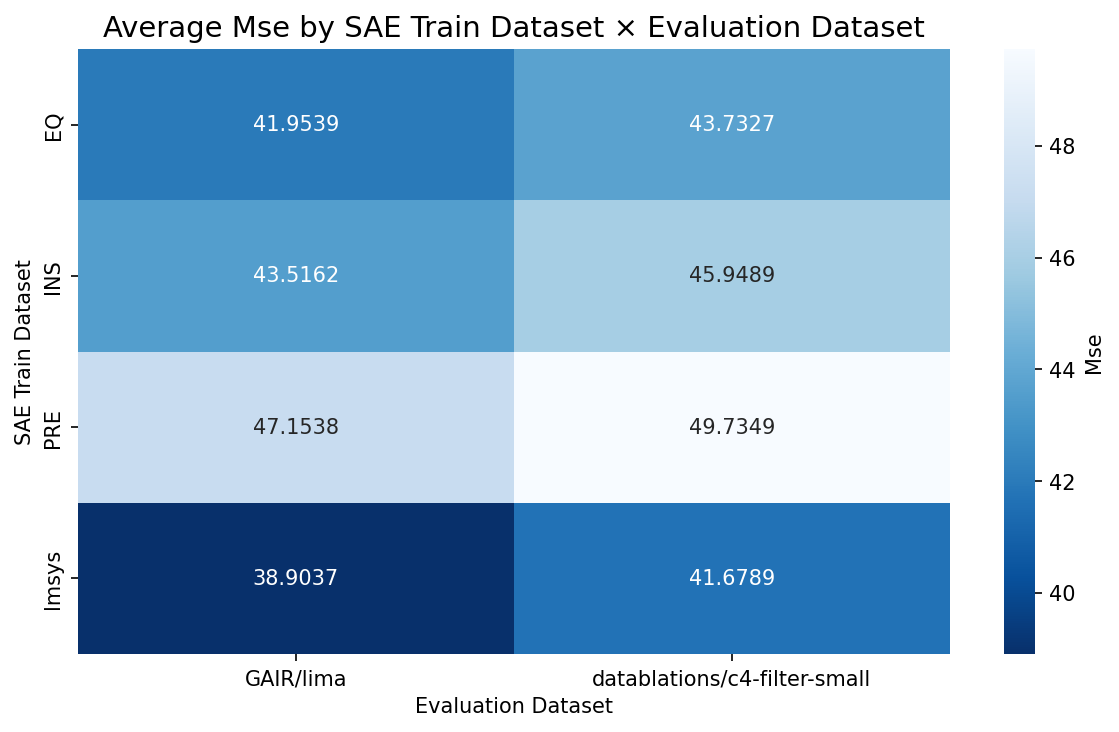 Average Mse by SAE Train Dataset × Evaluation Dataset
SAE Train Dataset
EQ
41.9539
43.7327
INS
43.5162
45.9489
PRE
47.1538
49.7349
lmsys
38.9037
41.6789
GAIR/lima
datablations/c4-filter-small
Evaluation Dataset
48
46
44
42
40
Mse